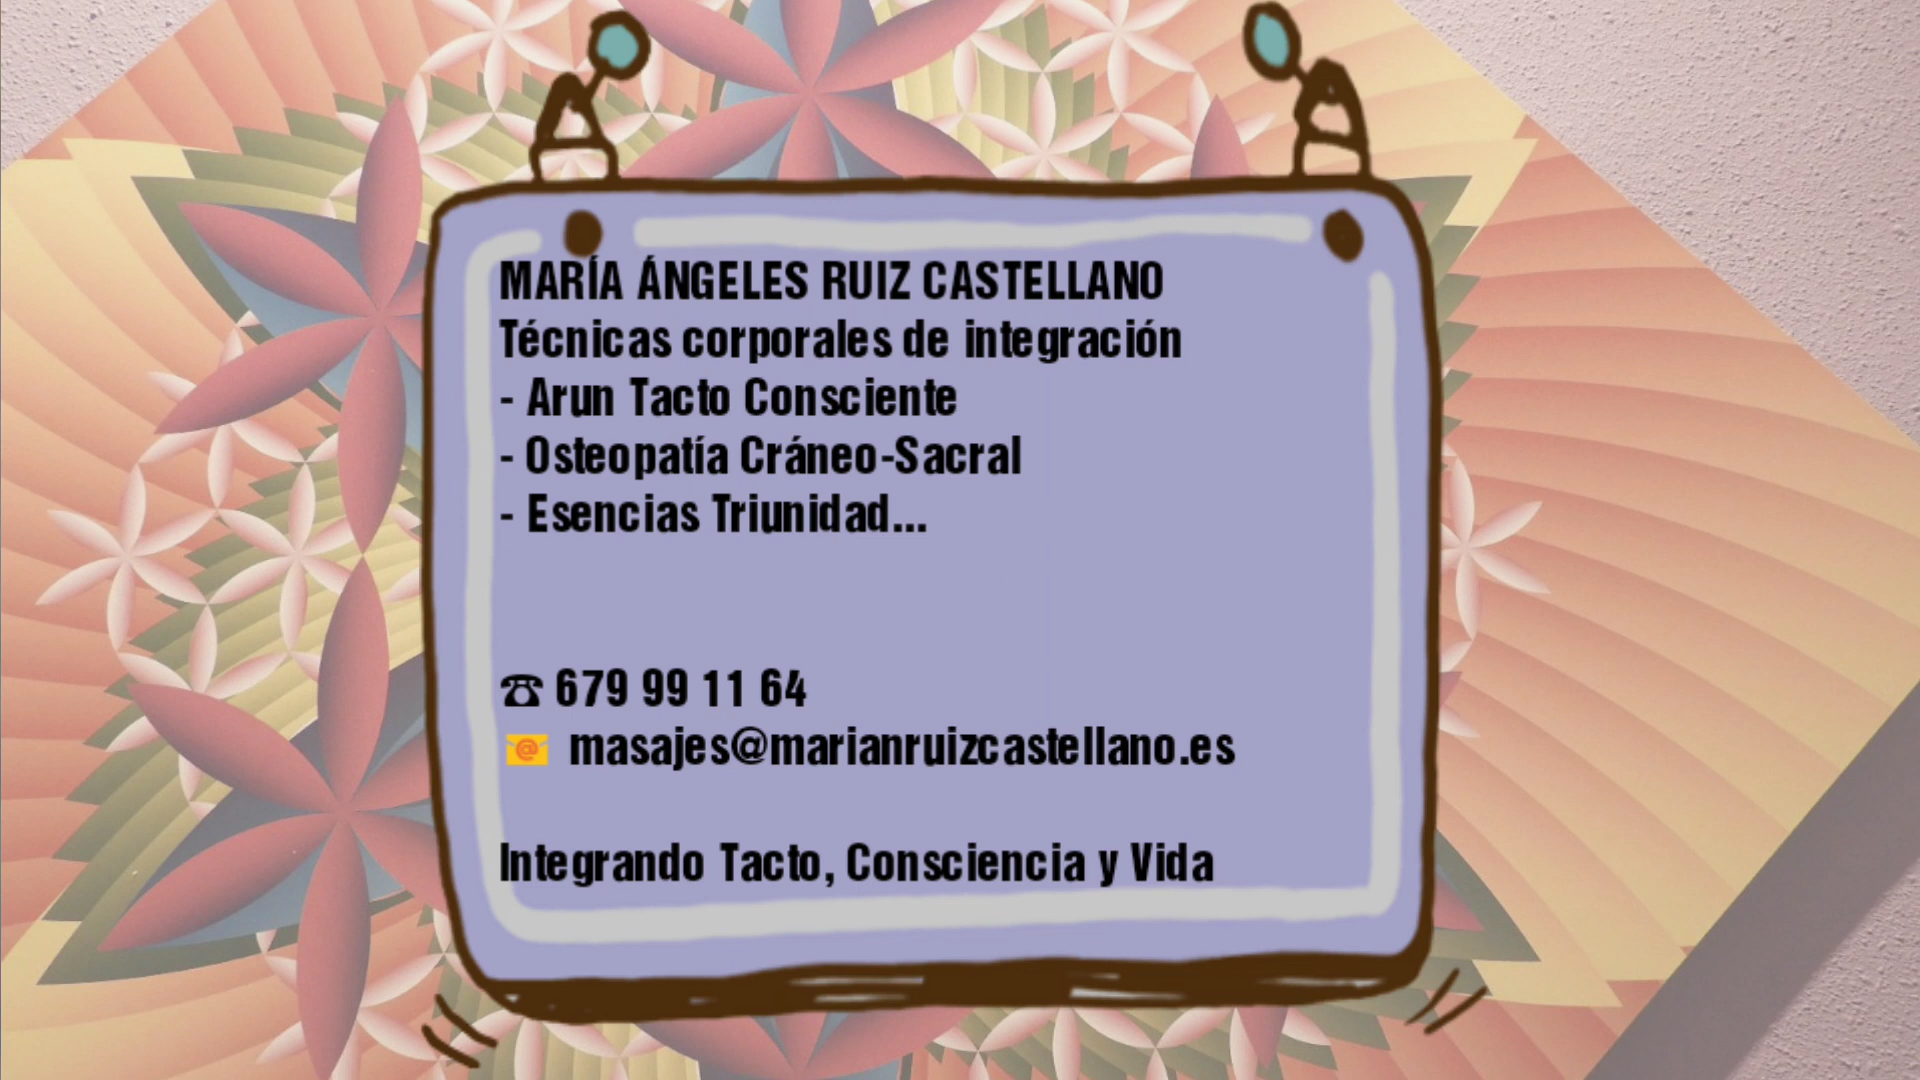 MARÍA ÁNGELES RUIZ CASTELLANO
Técnicas corporales de integración
- Arun Tacto Consciente
- Osteopatía Cráneo-Sacral
- Esencias Triunidad...
☎ 679 99 11 64
📧 masajes@marianruizcastellano.es
Integrando Tacto, Consciencia y Vida